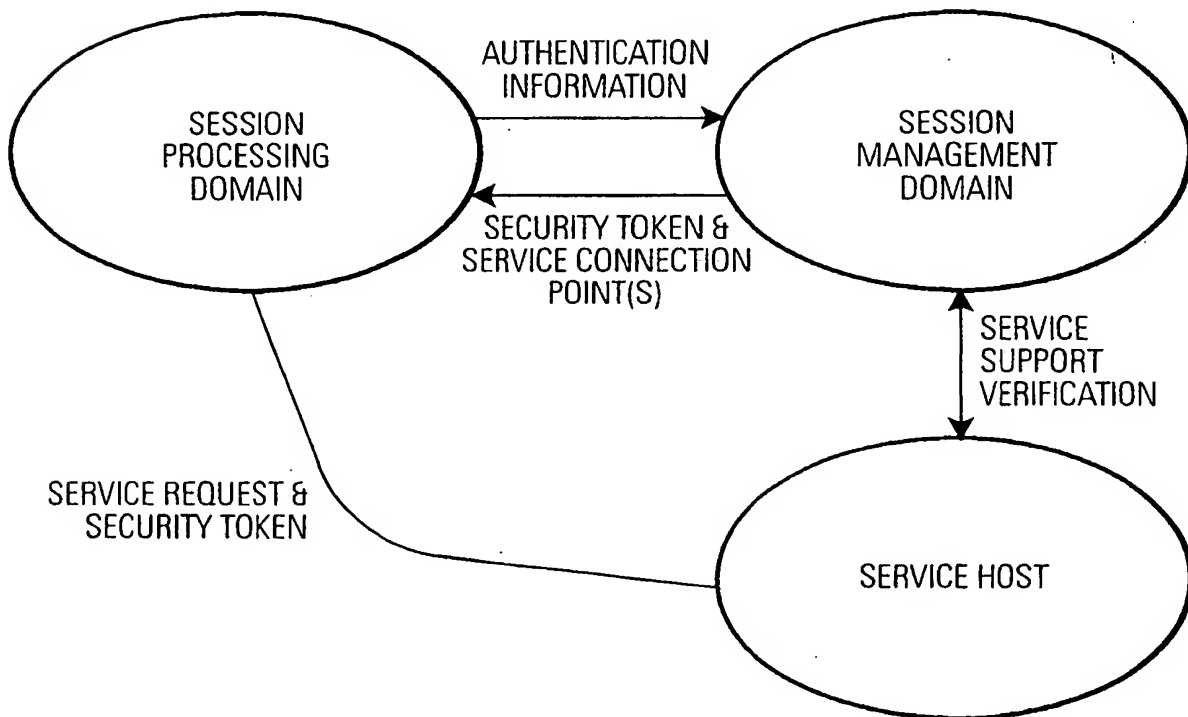 AUTHENTICATION
INFORMATION
SESSION
PROCESSING
DOMAIN
SESSION
MANAGEMENT
DOMAIN
SECURITY TOKEN &
SERVICE CONNECTION
POINT(S)
SERVICE
SUPPORT
VERIFICATION
SERVICE REQUEST &
SECURITY TOKEN
SERVICE HOST